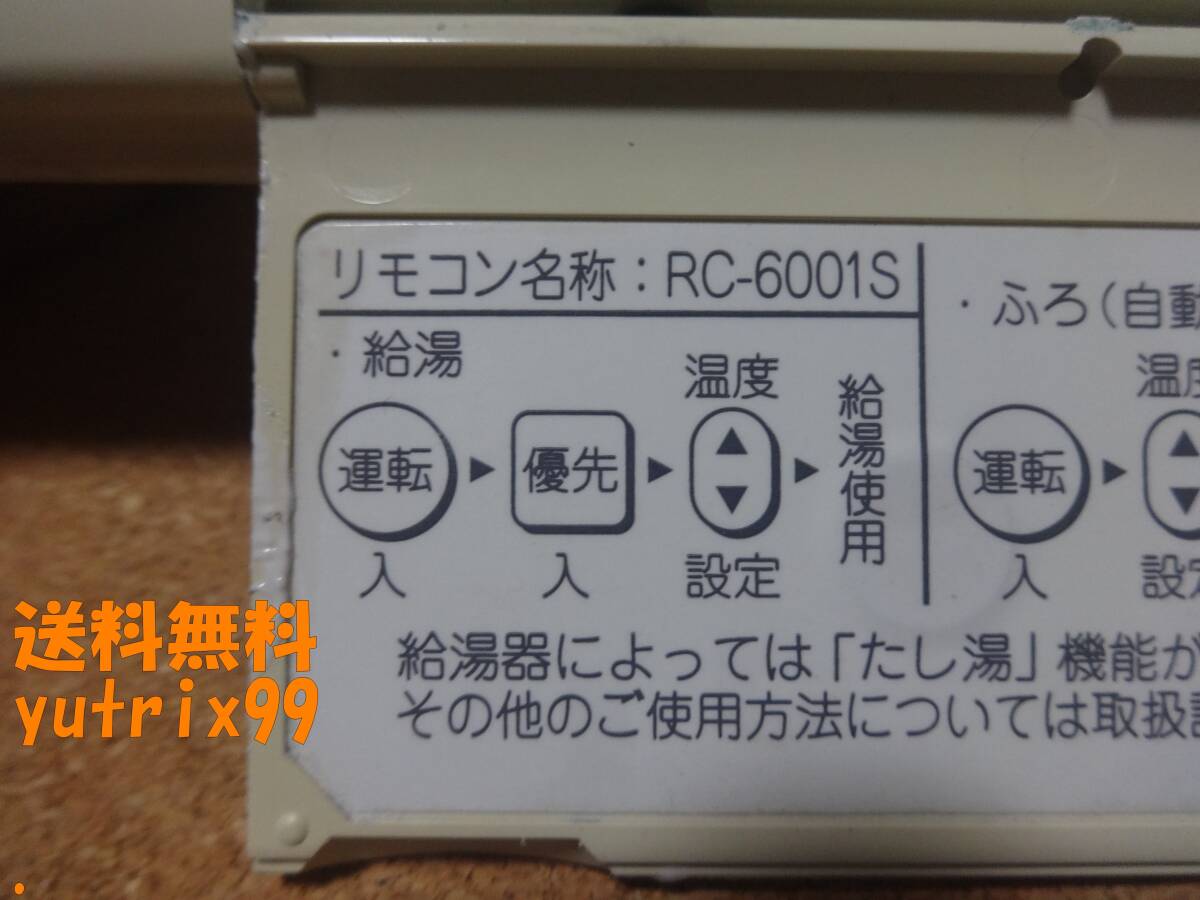 リモコン名称：RC-6001S
・給湯
運転
入
優先
入
温度
設定
給湯使用
・ふろ(自動
運転
入
温度
設定
給湯器によっては「たし湯」機能が
その他のご使用方法については取扱説
送料無料
yutrix99